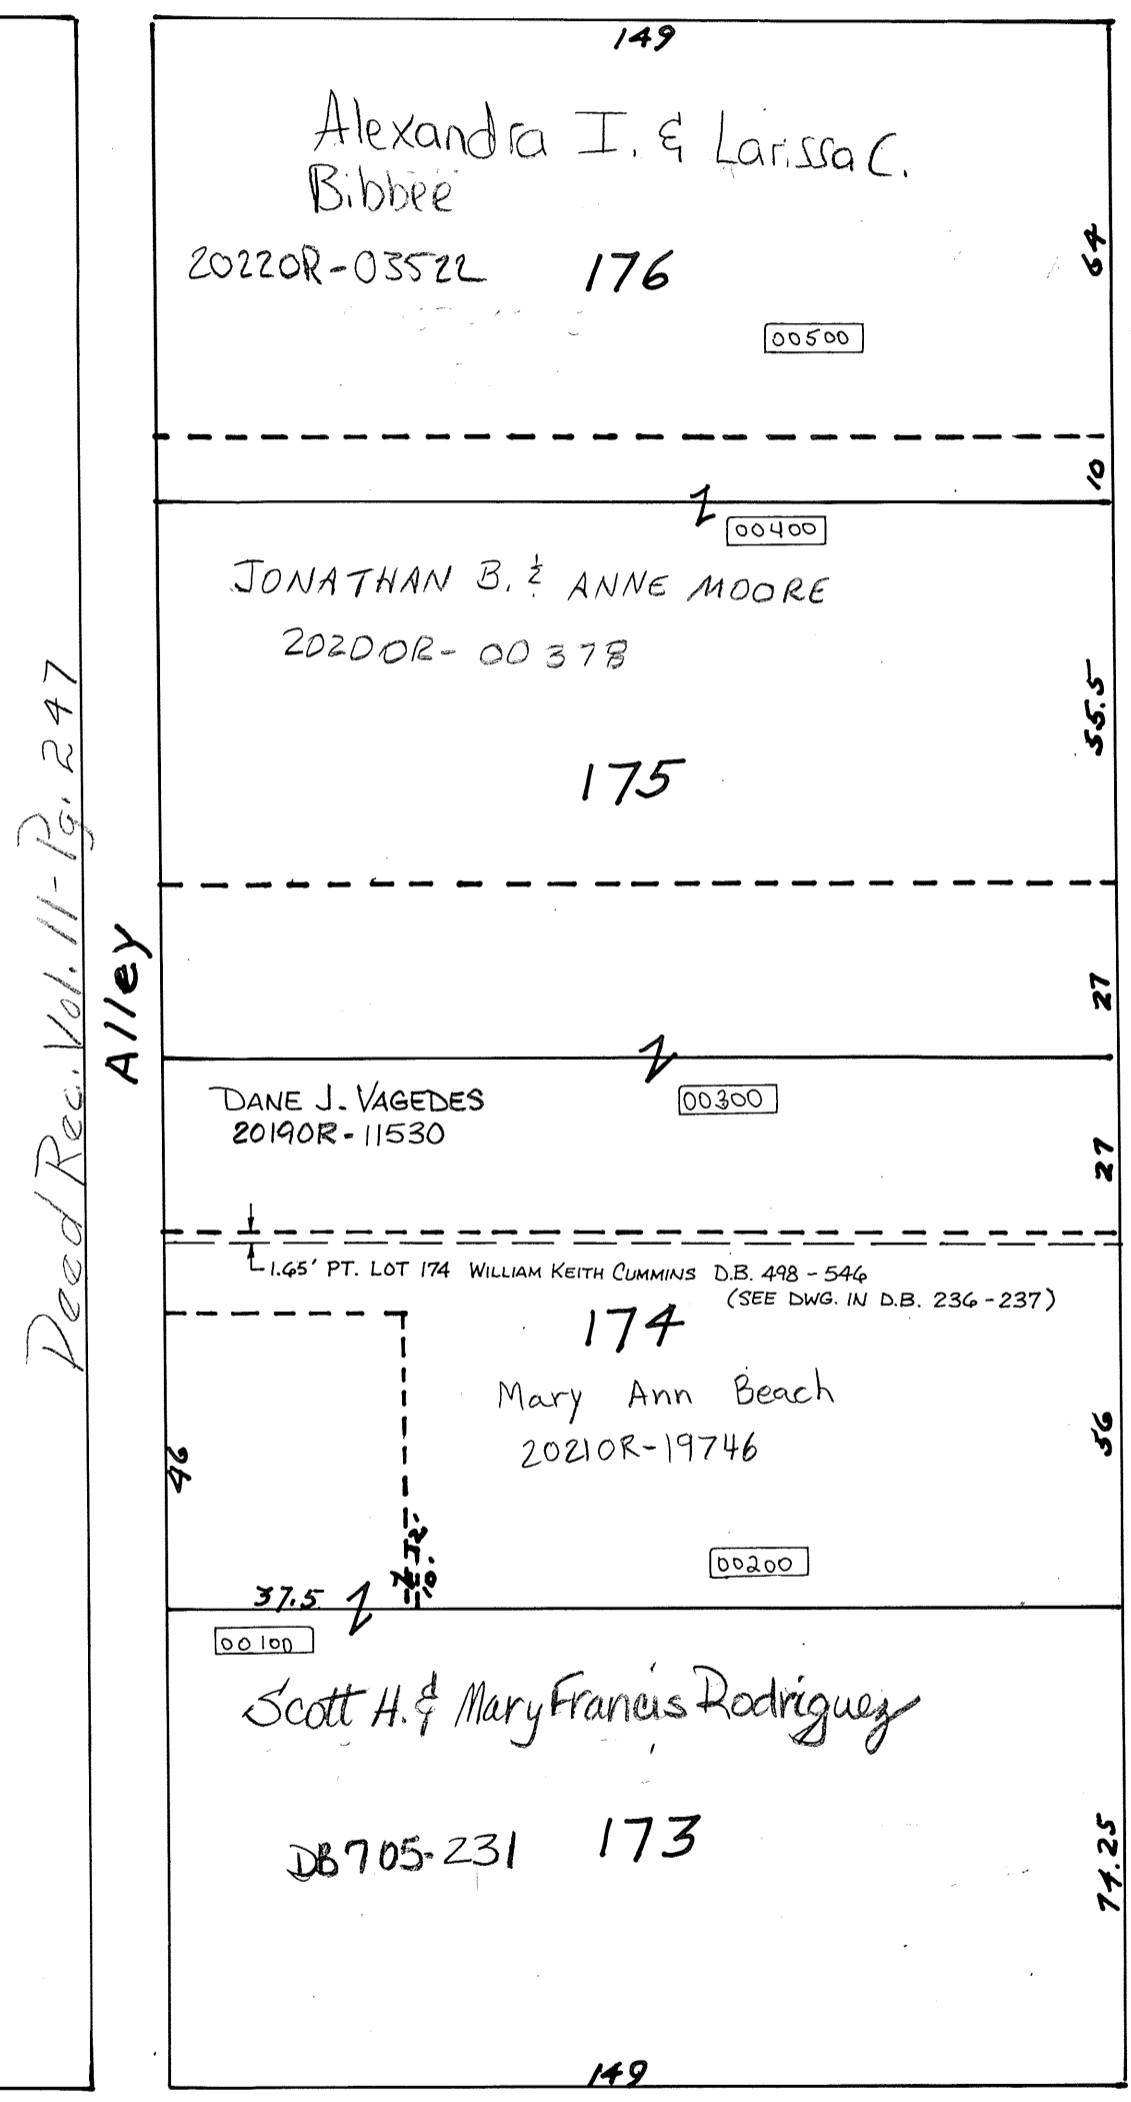 149
Alexandra I. & Larissa C.
Bibbee
20220R-03522
176
64
00500
10
00400
JONATHAN B. & ANNE MOORE
20200R-00378
55.5
175
Deed Rec. Vol. 11-Pg. 247
Alley
27
DANE J. VAGEDES
20190R-11530
00300
27
1.65' PT. LOT 174 WILLIAM KEITH CUMMINS D.B. 498-546
(SEE DWG. IN D.B. 236-237)
174
Mary Ann Beach
20210R-19746
46
56
00200
37.5
00100
Scott H. & Mary Francis Rodriguez
DB705-231
173
74.25
149